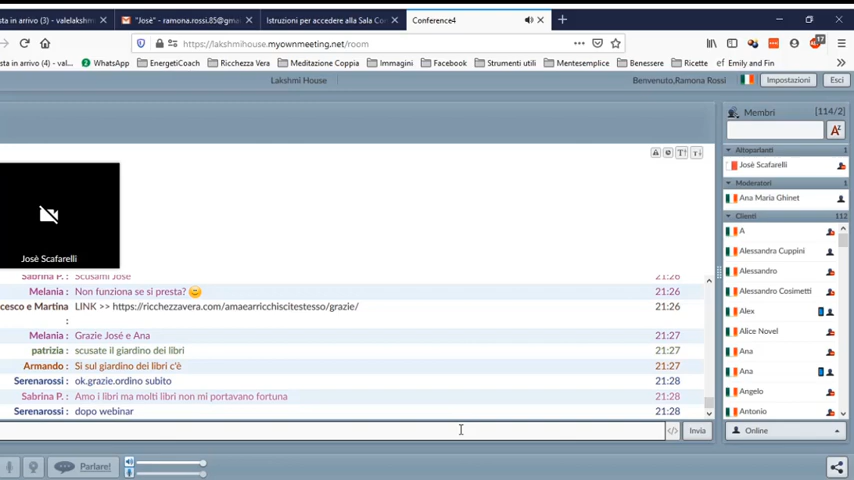 sta in arrivo (3) - valelakshm
"Josè" - ramona.rossi.85@gmai
Istruzioni per accedere alla Sala Co
Conference4
https://lakshmihouse.myownmeeting.net/room
17
in arrivo (4) - val...
WhatsApp
EnergetiCoach
Ricchezza Vera
Immagini
Meditazione Coppia
Facebook
Strumenti utili
Mentesemplice
Benessere
Ricette
Emily and Fin
Lakshmi House
Benvenuto,Ramona Rossi
Impostazioni
Esci
Membri
[114/2]
Altoparlanti 1
Josè Scafarelli
Moderatori 1
Ana Maria Ghinet
Clienti 112
A
Alessandra Cuppini
Alessandro
Alessandra Cosimetti
Alex
Alice Novel
Ana
Ana
Angelo
Antonio
Online
Josè Scafarelli
Sabrina P. : Scusami Josè 21:26
Melania : Non funziona se si presta? 😊 21:26
cesco e Martina : LINK >> https://ricchezzavera.com/amaearricchiscitestesso/grazie/ 21:26
Melania : Grazie José e Ana 21:27
patrizia : scusate il giardino dei libri 21:27
Armando : Si sul giardino dei libri c'è 21:27
Serenarossi : ok.grazie.ordino subito 21:28
Sabrina P. : Amo i libri ma molti libri non mi portavano fortuna 21:28
Serenarossi : dopo webinar 21:28
Invia
Parlare!